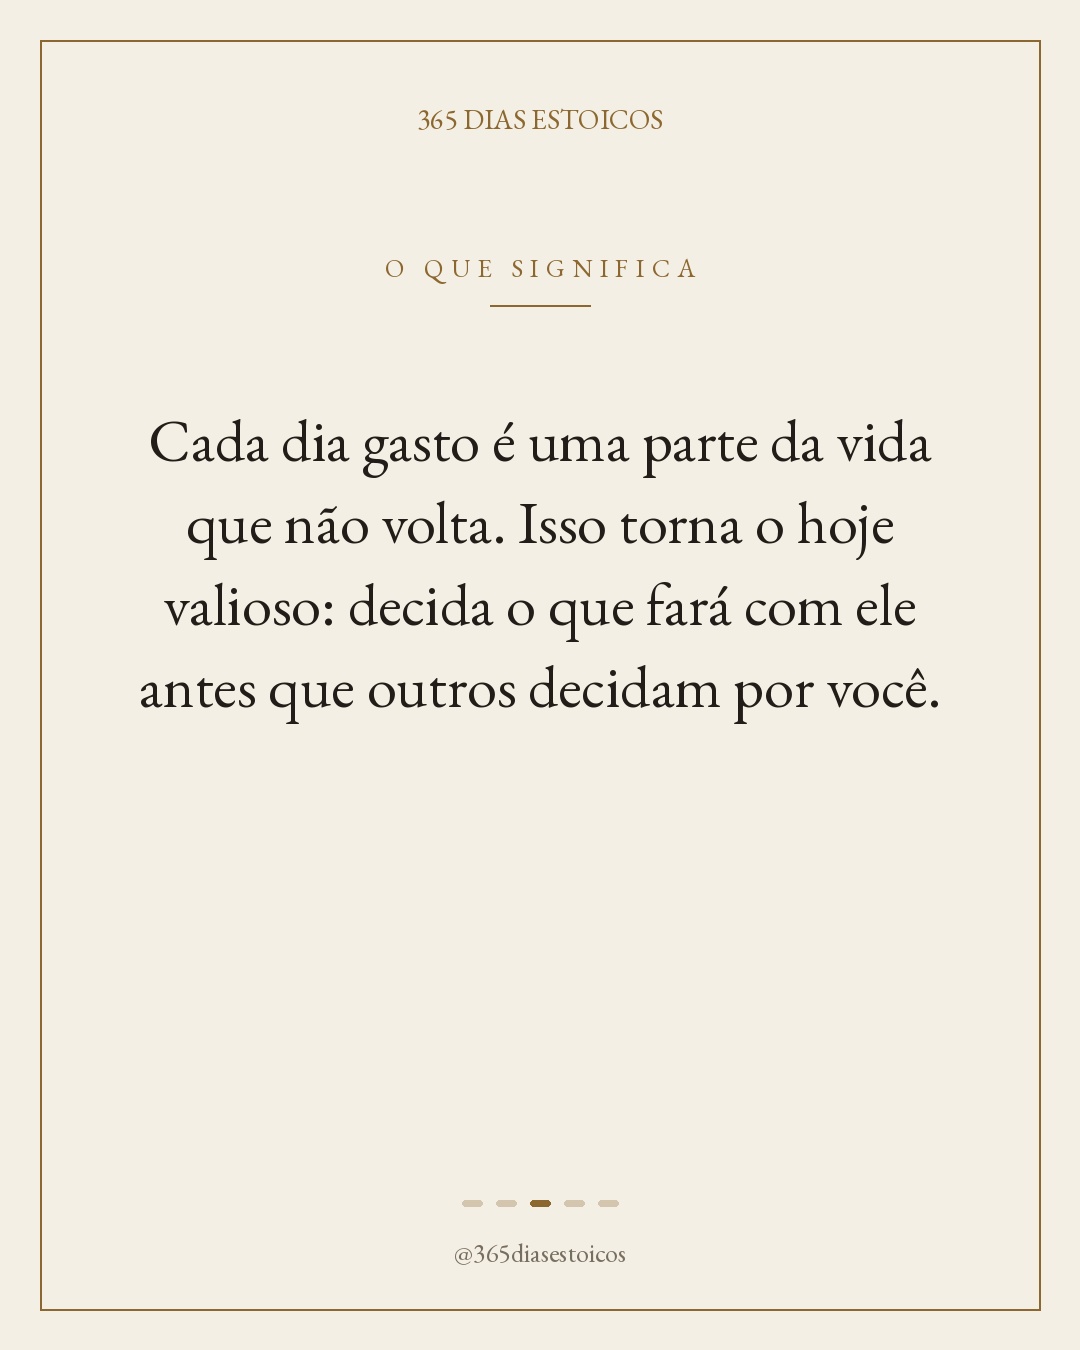 365 DIAS ESTOICOS
O QUE SIGNIFICA
Cada dia gasto é uma parte da vida
que não volta. Isso torna o hoje
valioso: decida o que fará com ele
antes que outros decidam por você.
@365diasestoicos